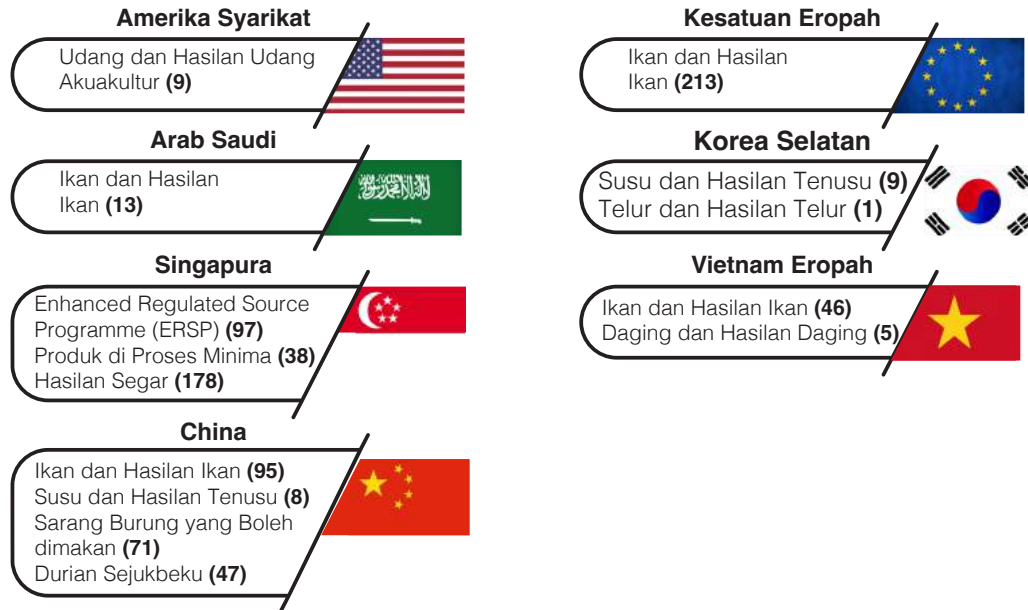 Amerika Syarikat
Udang dan Hasilan Udang
Akuakultur (9)
Arab Saudi
Ikan dan Hasilan
Ikan (13)
Singapura
Enhanced Regulated Source
Programme (ERSP) (97)
Produk di Proses Minima (38)
Hasilan Segar (178)
China
Ikan dan Hasilan Ikan (95)
Susu dan Hasilan Tenusu (8)
Sarang Burung yang Boleh
dimakan (71)
Durian Sejukbeku (47)
Kesatuan Eropah
Ikan dan Hasilan
Ikan (213)
Korea Selatan
Susu dan Hasilan Tenusu (9)
Telur dan Hasilan Telur (1)
Vietnam Eropah
Ikan dan Hasilan Ikan (46)
Daging dan Hasilan Daging (5)